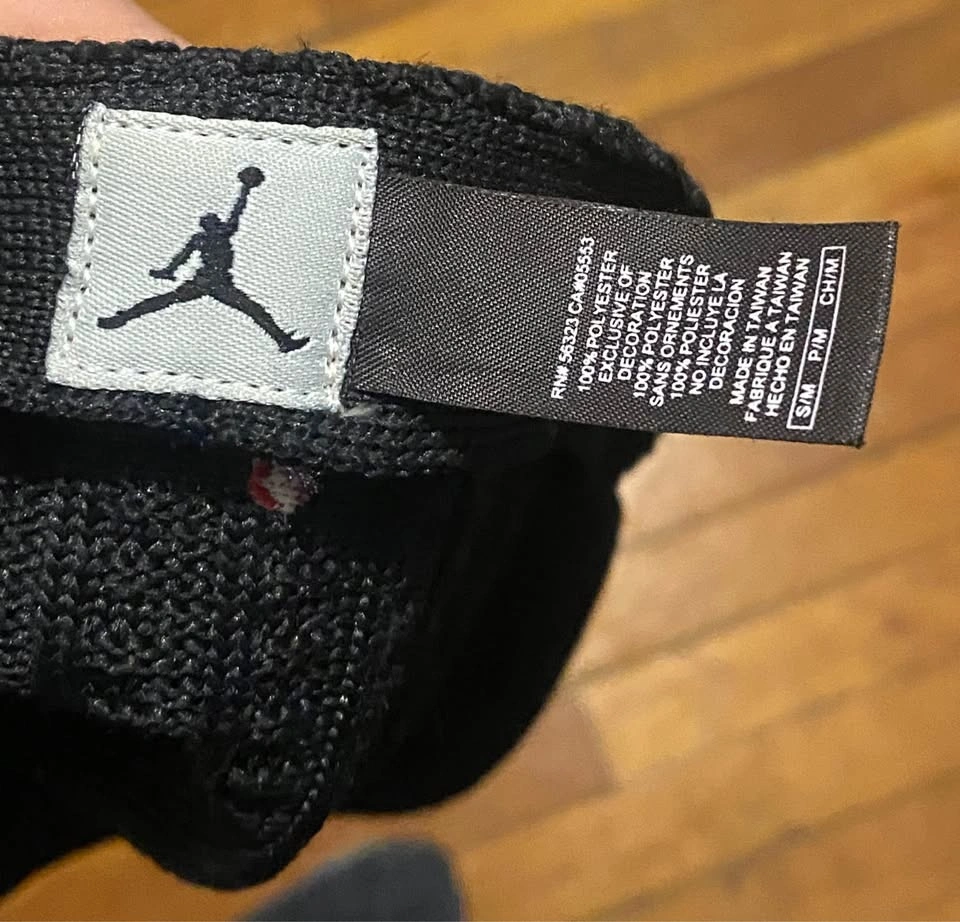 RN# 56323 CA#05553
100% POLYESTER
EXCLUSIVE OF
DECORATION
100% POLYESTER
SANS ORNEMENTS
100% POLIESTER
NO INCLUYE LA
DECORACION
MADE IN TAIWAN
FABRIQUE A TAIWAN
HECHO EN TAIWAN
S/M P/M CH/M